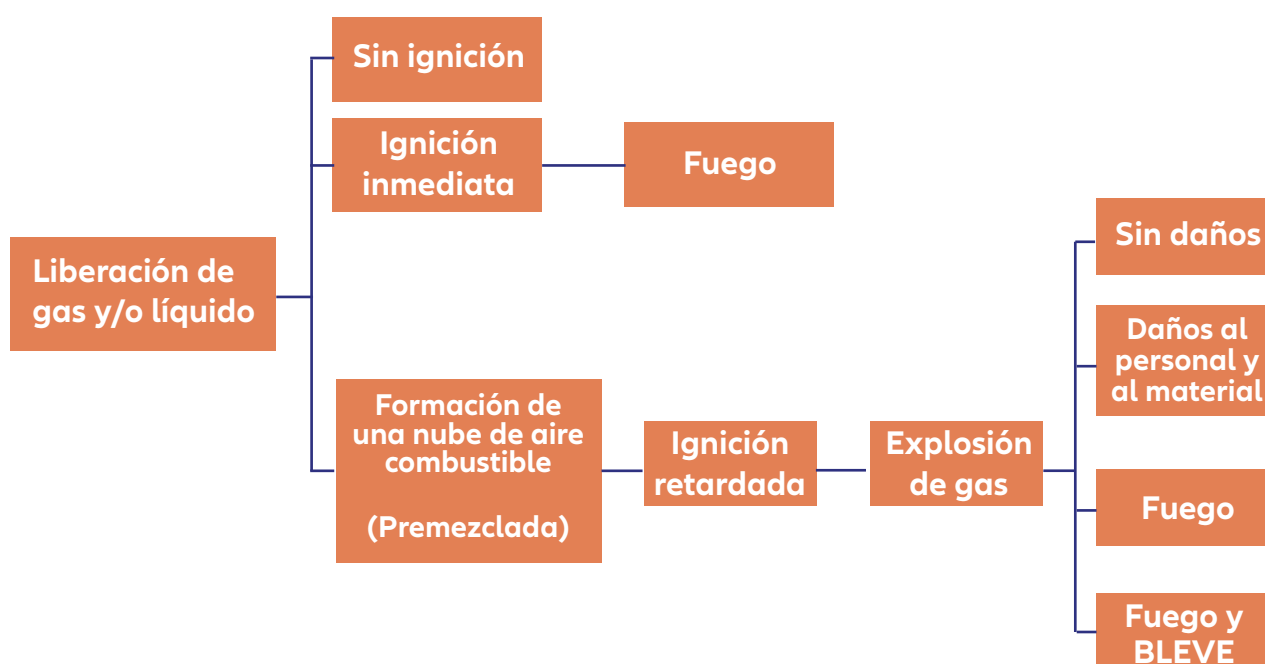 Sin ignición
Ignición
inmediata
Fuego
Liberación de
gas y/o líquido
Formación de
una nube de aire
combustible
(Premezclada)
Ignición
retardada
Explosión
de gas
Sin daños
Daños al
personal y
al material
Fuego
Fuego y
BLEVE